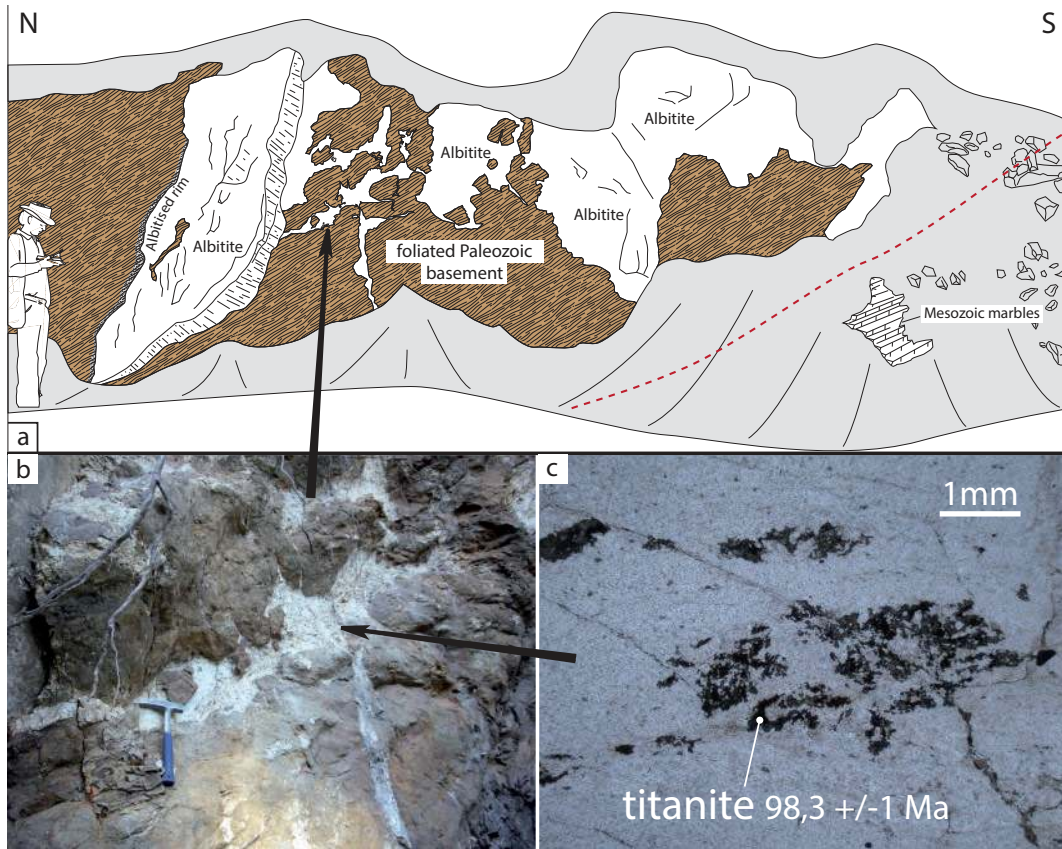 N
S
Albitite
Albitite
Albitised rim
Albitite
Albitite
foliated Paleozoic
basement
Mesozoic marbles
a
b
c
1mm
titanite 98,3 +/-1 Ma